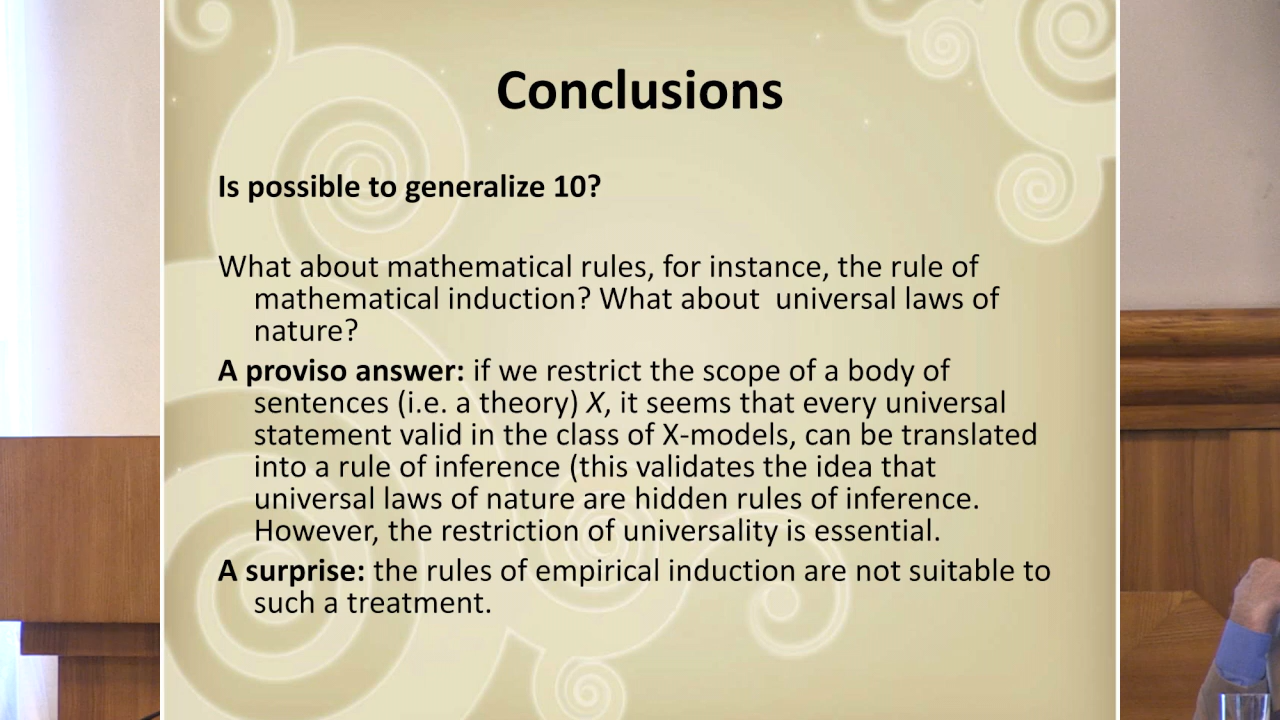 Conclusions
Is possible to generalize 10?
What about mathematical rules, for instance, the rule of
mathematical induction? What about  universal laws of
nature?
A proviso answer: if we restrict the scope of a body of
sentences (i.e. a theory) X, it seems that every universal
statement valid in the class of X-models, can be translated
into a rule of inference (this validates the idea that
universal laws of nature are hidden rules of inference.
However, the restriction of universality is essential.
A surprise: the rules of empirical induction are not suitable to
such a treatment.